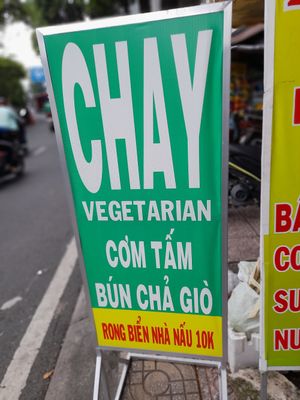 CHAY
VEGETARIAN
CƠM TẤM
BÚN CHẢ GIÒ
RONG BIỂN NHÀ NẤU 10K